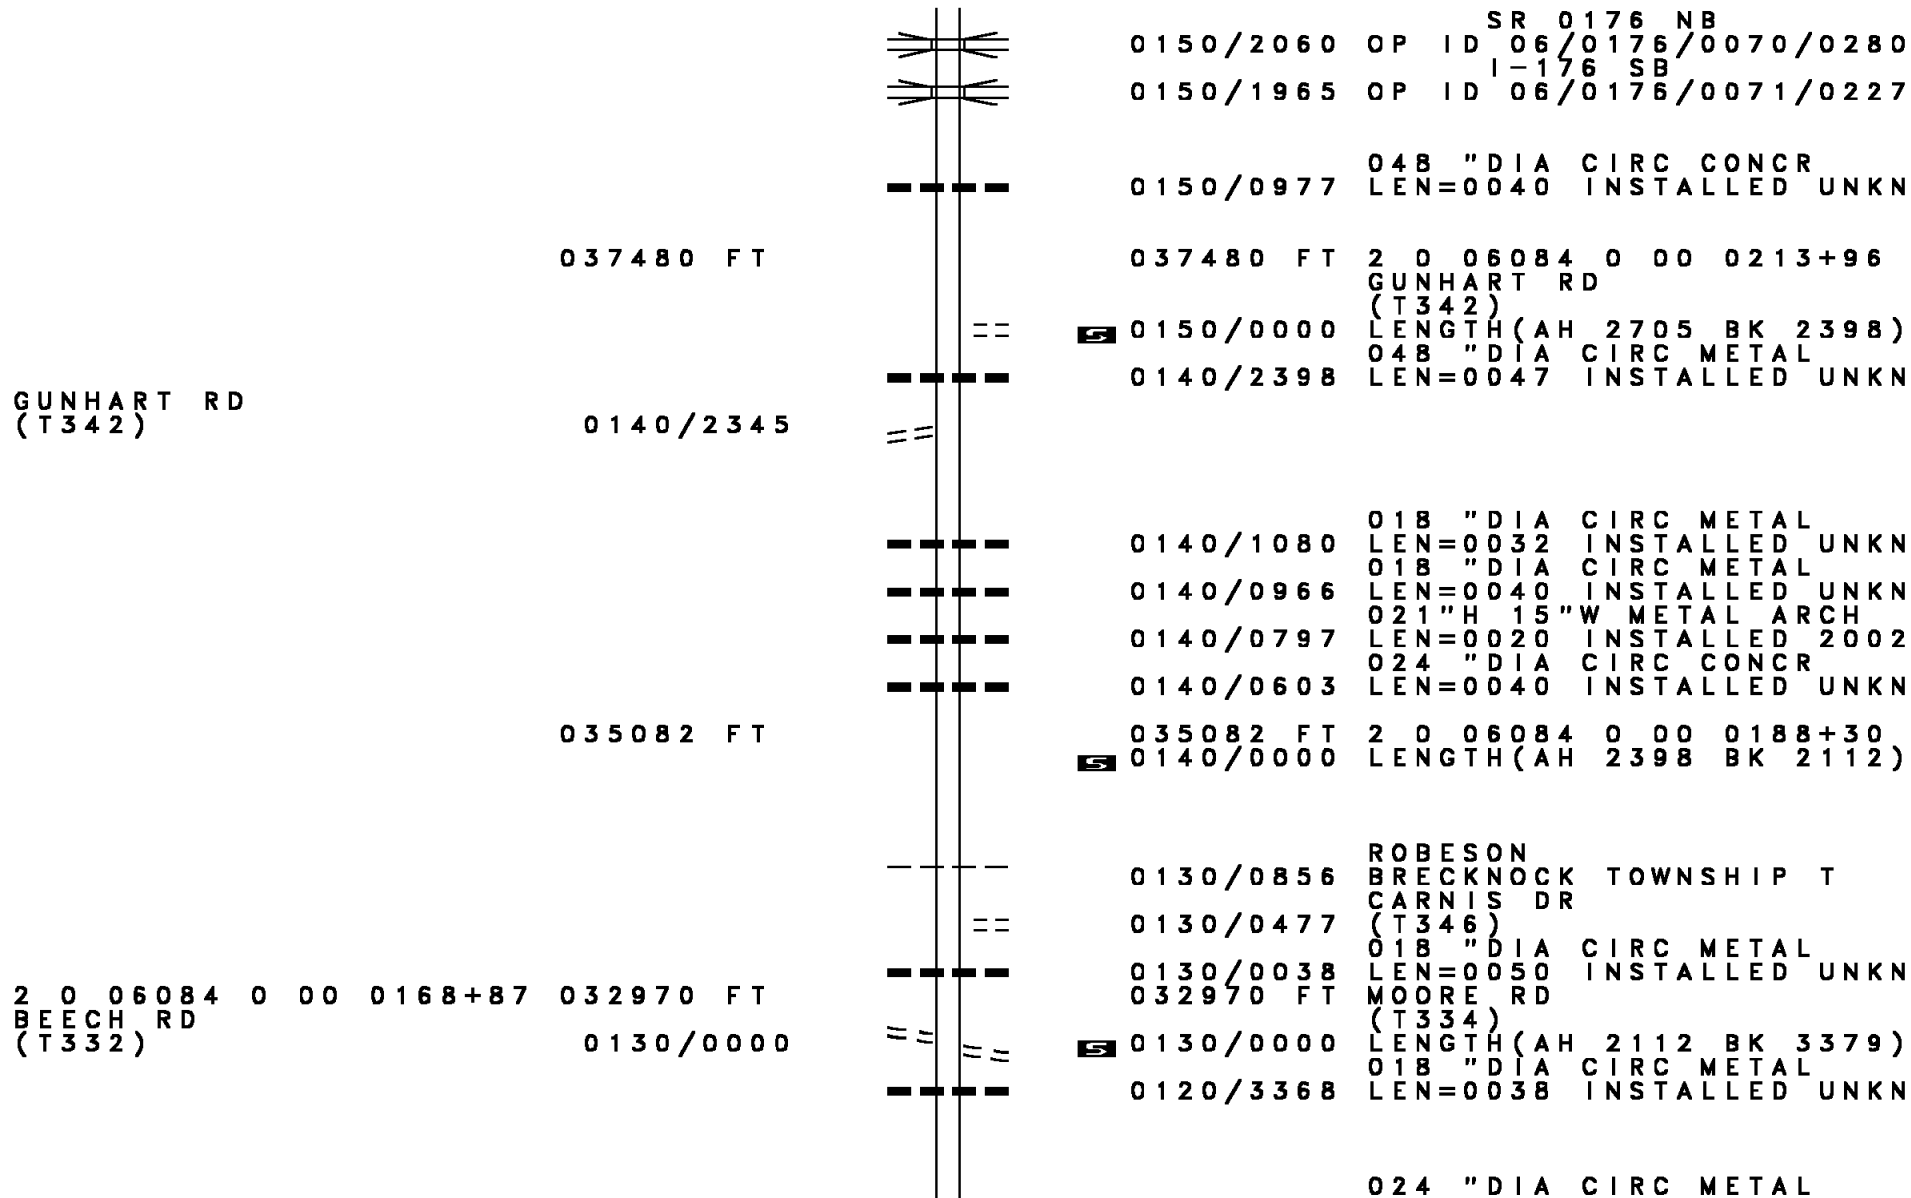 SR 0176 NB
0150/2060 OP ID 06/0176/0070/0280
I-176 SB
0150/1965 OP ID 06/0176/0071/0227
048 "DIA CIRC CONCR
0150/0977 LEN=0040 INSTALLED UNKN
037480 FT 037480 FT 2 0 06084 0 00 0213+96
GUNHART RD
(T342)
S 0150/0000 LENGTH(AH 2705 BK 2398)
048 "DIA CIRC METAL
0140/2398 LEN=0047 INSTALLED UNKN
GUNHART RD
(T342) 0140/2345
018 "DIA CIRC METAL
0140/1080 LEN=0032 INSTALLED UNKN
018 "DIA CIRC METAL
0140/0966 LEN=0040 INSTALLED UNKN
021"H 15"W METAL ARCH
0140/0797 LEN=0020 INSTALLED 2002
024 "DIA CIRC CONCR
0140/0603 LEN=0040 INSTALLED UNKN
035082 FT 035082 FT 2 0 06084 0 00 0188+30
S 0140/0000 LENGTH(AH 2398 BK 2112)
ROBESON
0130/0856 BRECKNOCK TOWNSHIP T
CARNIS DR
0130/0477 (T346)
018 "DIA CIRC METAL
0130/0038 LEN=0050 INSTALLED UNKN
2 0 06084 0 00 0168+87 032970 FT 032970 FT MOORE RD
BEECH RD (T334)
(T332) 0130/0000 S 0130/0000 LENGTH(AH 2112 BK 3379)
018 "DIA CIRC METAL
0120/3368 LEN=0038 INSTALLED UNKN
024 "DIA CIRC METAL